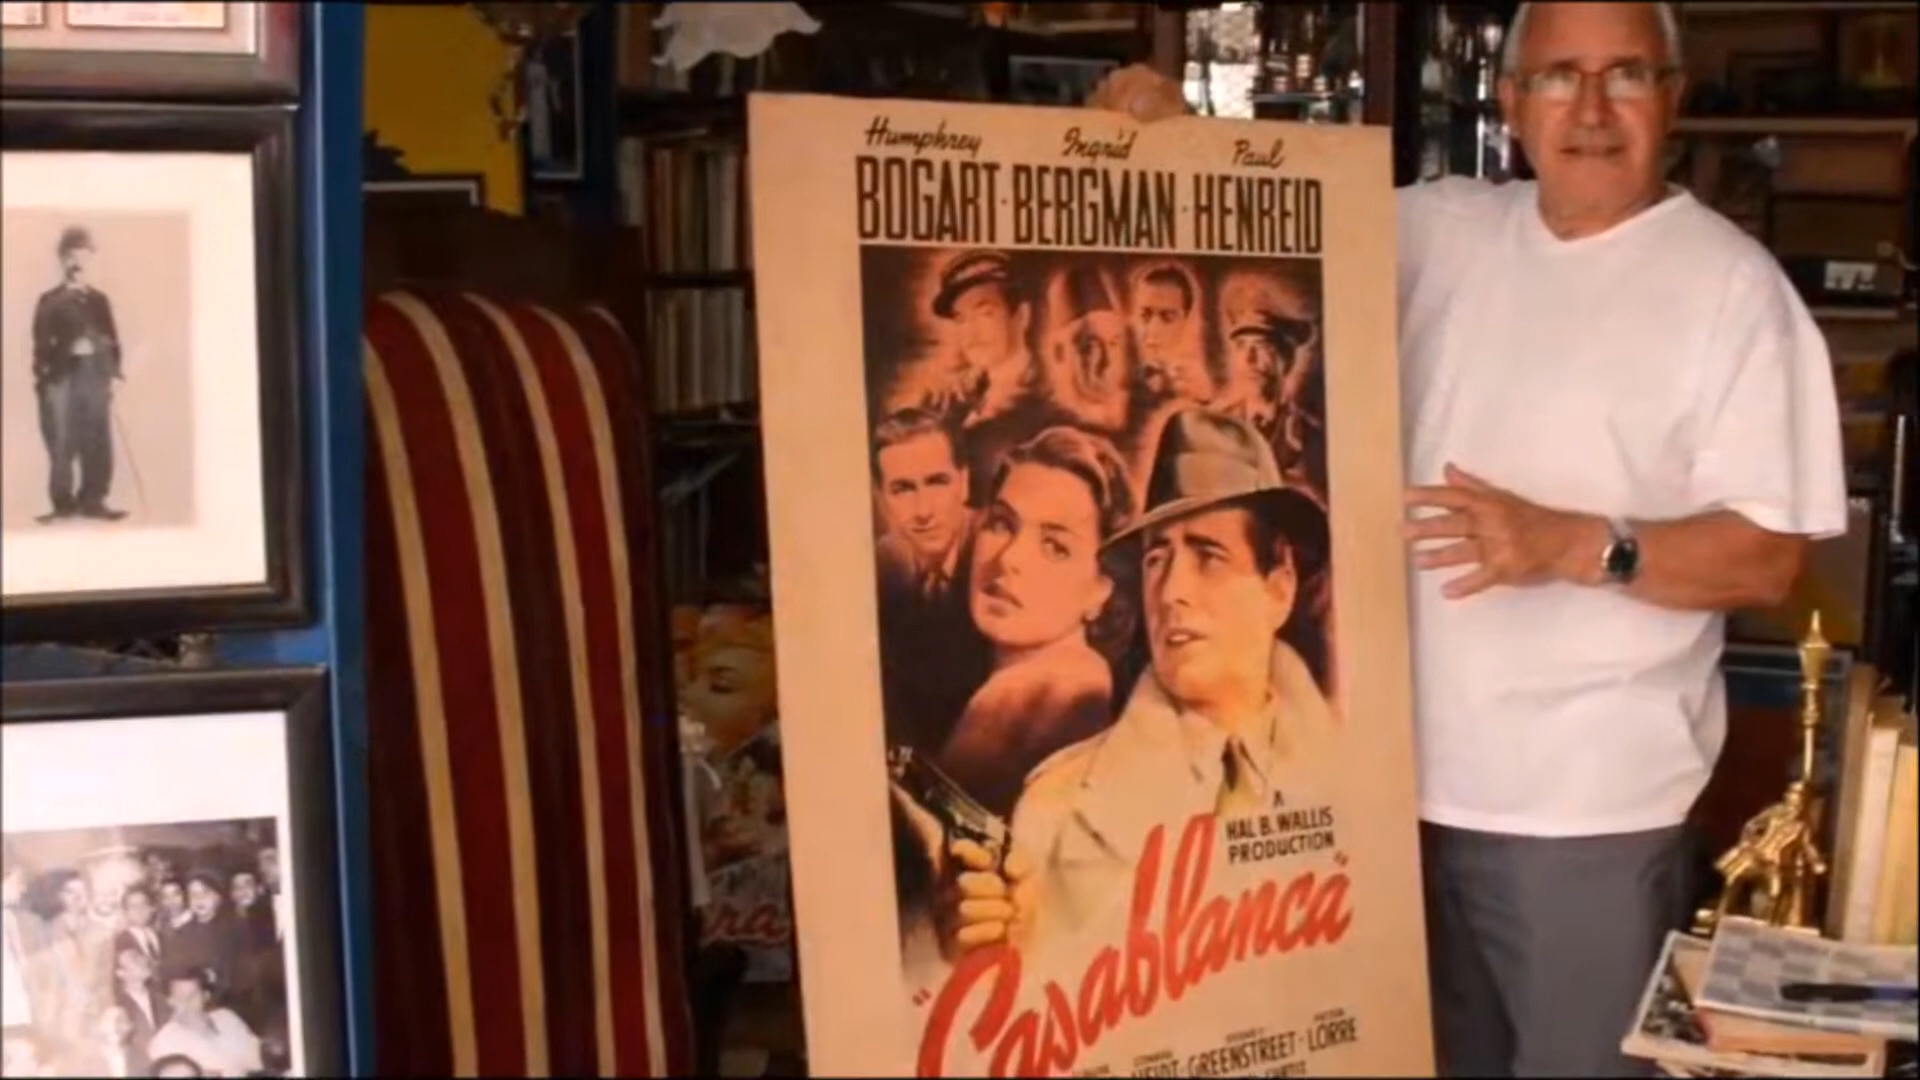 Humphrey Ingrid Paul
BOGART · BERGMAN · HENREID
A
HAL B. WALLIS
PRODUCTION
"Casablanca"
GREENSTREET · LORRE